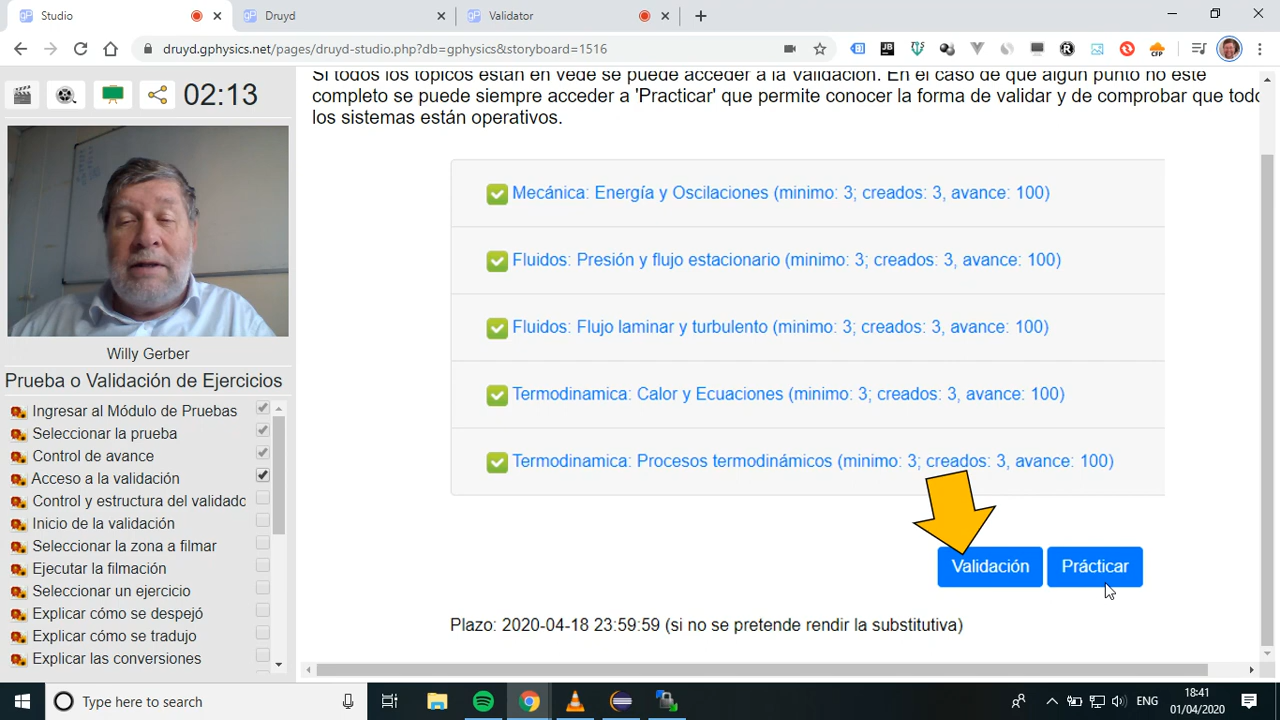 Studio
Druyd
Validator
druyd.gphysics.net/pages/druyd-studio.php?db=gphysics&storyboard=1516
02:13
Willy Gerber
Prueba o Validación de Ejercicios
Ingresar al Módulo de Pruebas
Seleccionar la prueba
Control de avance
Acceso a la validación
Control y estructura del validado
Inicio de la validación
Seleccionar la zona a filmar
Ejecutar la filmación
Seleccionar un ejercicio
Explicar cómo se despejó
Explicar cómo se tradujo
Explicar las conversiones
Si todos los topicos estan en vede se puede acceder a la validacion. En el caso de que algun punto no este
completo se puede siempre acceder a 'Practicar' que permite conocer la forma de validar y de comprobar que todo
los sistemas están operativos.
Mecánica: Energía y Oscilaciones (minimo: 3; creados: 3, avance: 100)
Fluidos: Presión y flujo estacionario (minimo: 3; creados: 3, avance: 100)
Fluidos: Flujo laminar y turbulento (minimo: 3; creados: 3, avance: 100)
Termodinamica: Calor y Ecuaciones (minimo: 3; creados: 3, avance: 100)
Termodinamica: Procesos termodinámicos (minimo: 3; creados: 3, avance: 100)
Validación
Prácticar
Plazo: 2020-04-18 23:59:59 (si no se pretende rendir la substitutiva)
Type here to search
ENG
18:41
01/04/2020